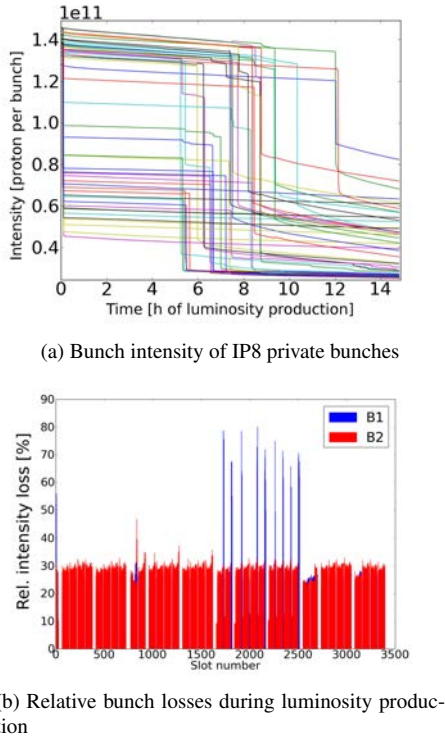 1e11
1.4
1.2
1.0
0.8
0.6
0.4
Intensity [proton per bunch]
0 2 4 6 8 10 12 14
Time [h of luminosity production]
(a) Bunch intensity of IP8 private bunches
90
80
70
60
50
40
30
20
10
0
Rel. intensity loss [%]
B1
B2
0 500 1000 1500 2000 2500 3000 3500
Slot number
(b) Relative bunch losses during luminosity produc-
tion